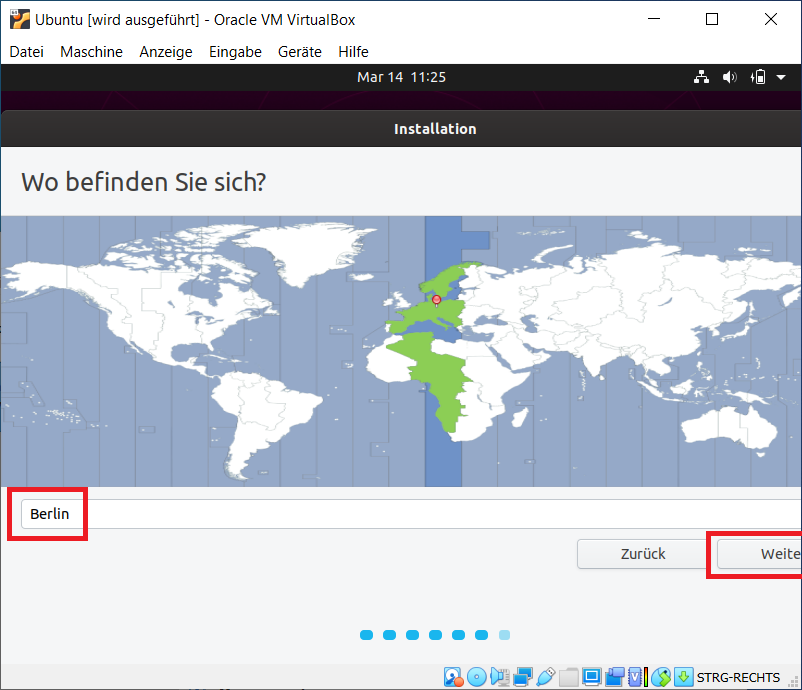 Ubuntu [wird ausgeführt] - Oracle VM VirtualBox
Datei Maschine Anzeige Eingabe Geräte Hilfe
Mar 14 11:25
Installation
Wo befinden Sie sich?
Berlin
Zurück Weite
STRG-RECHTS